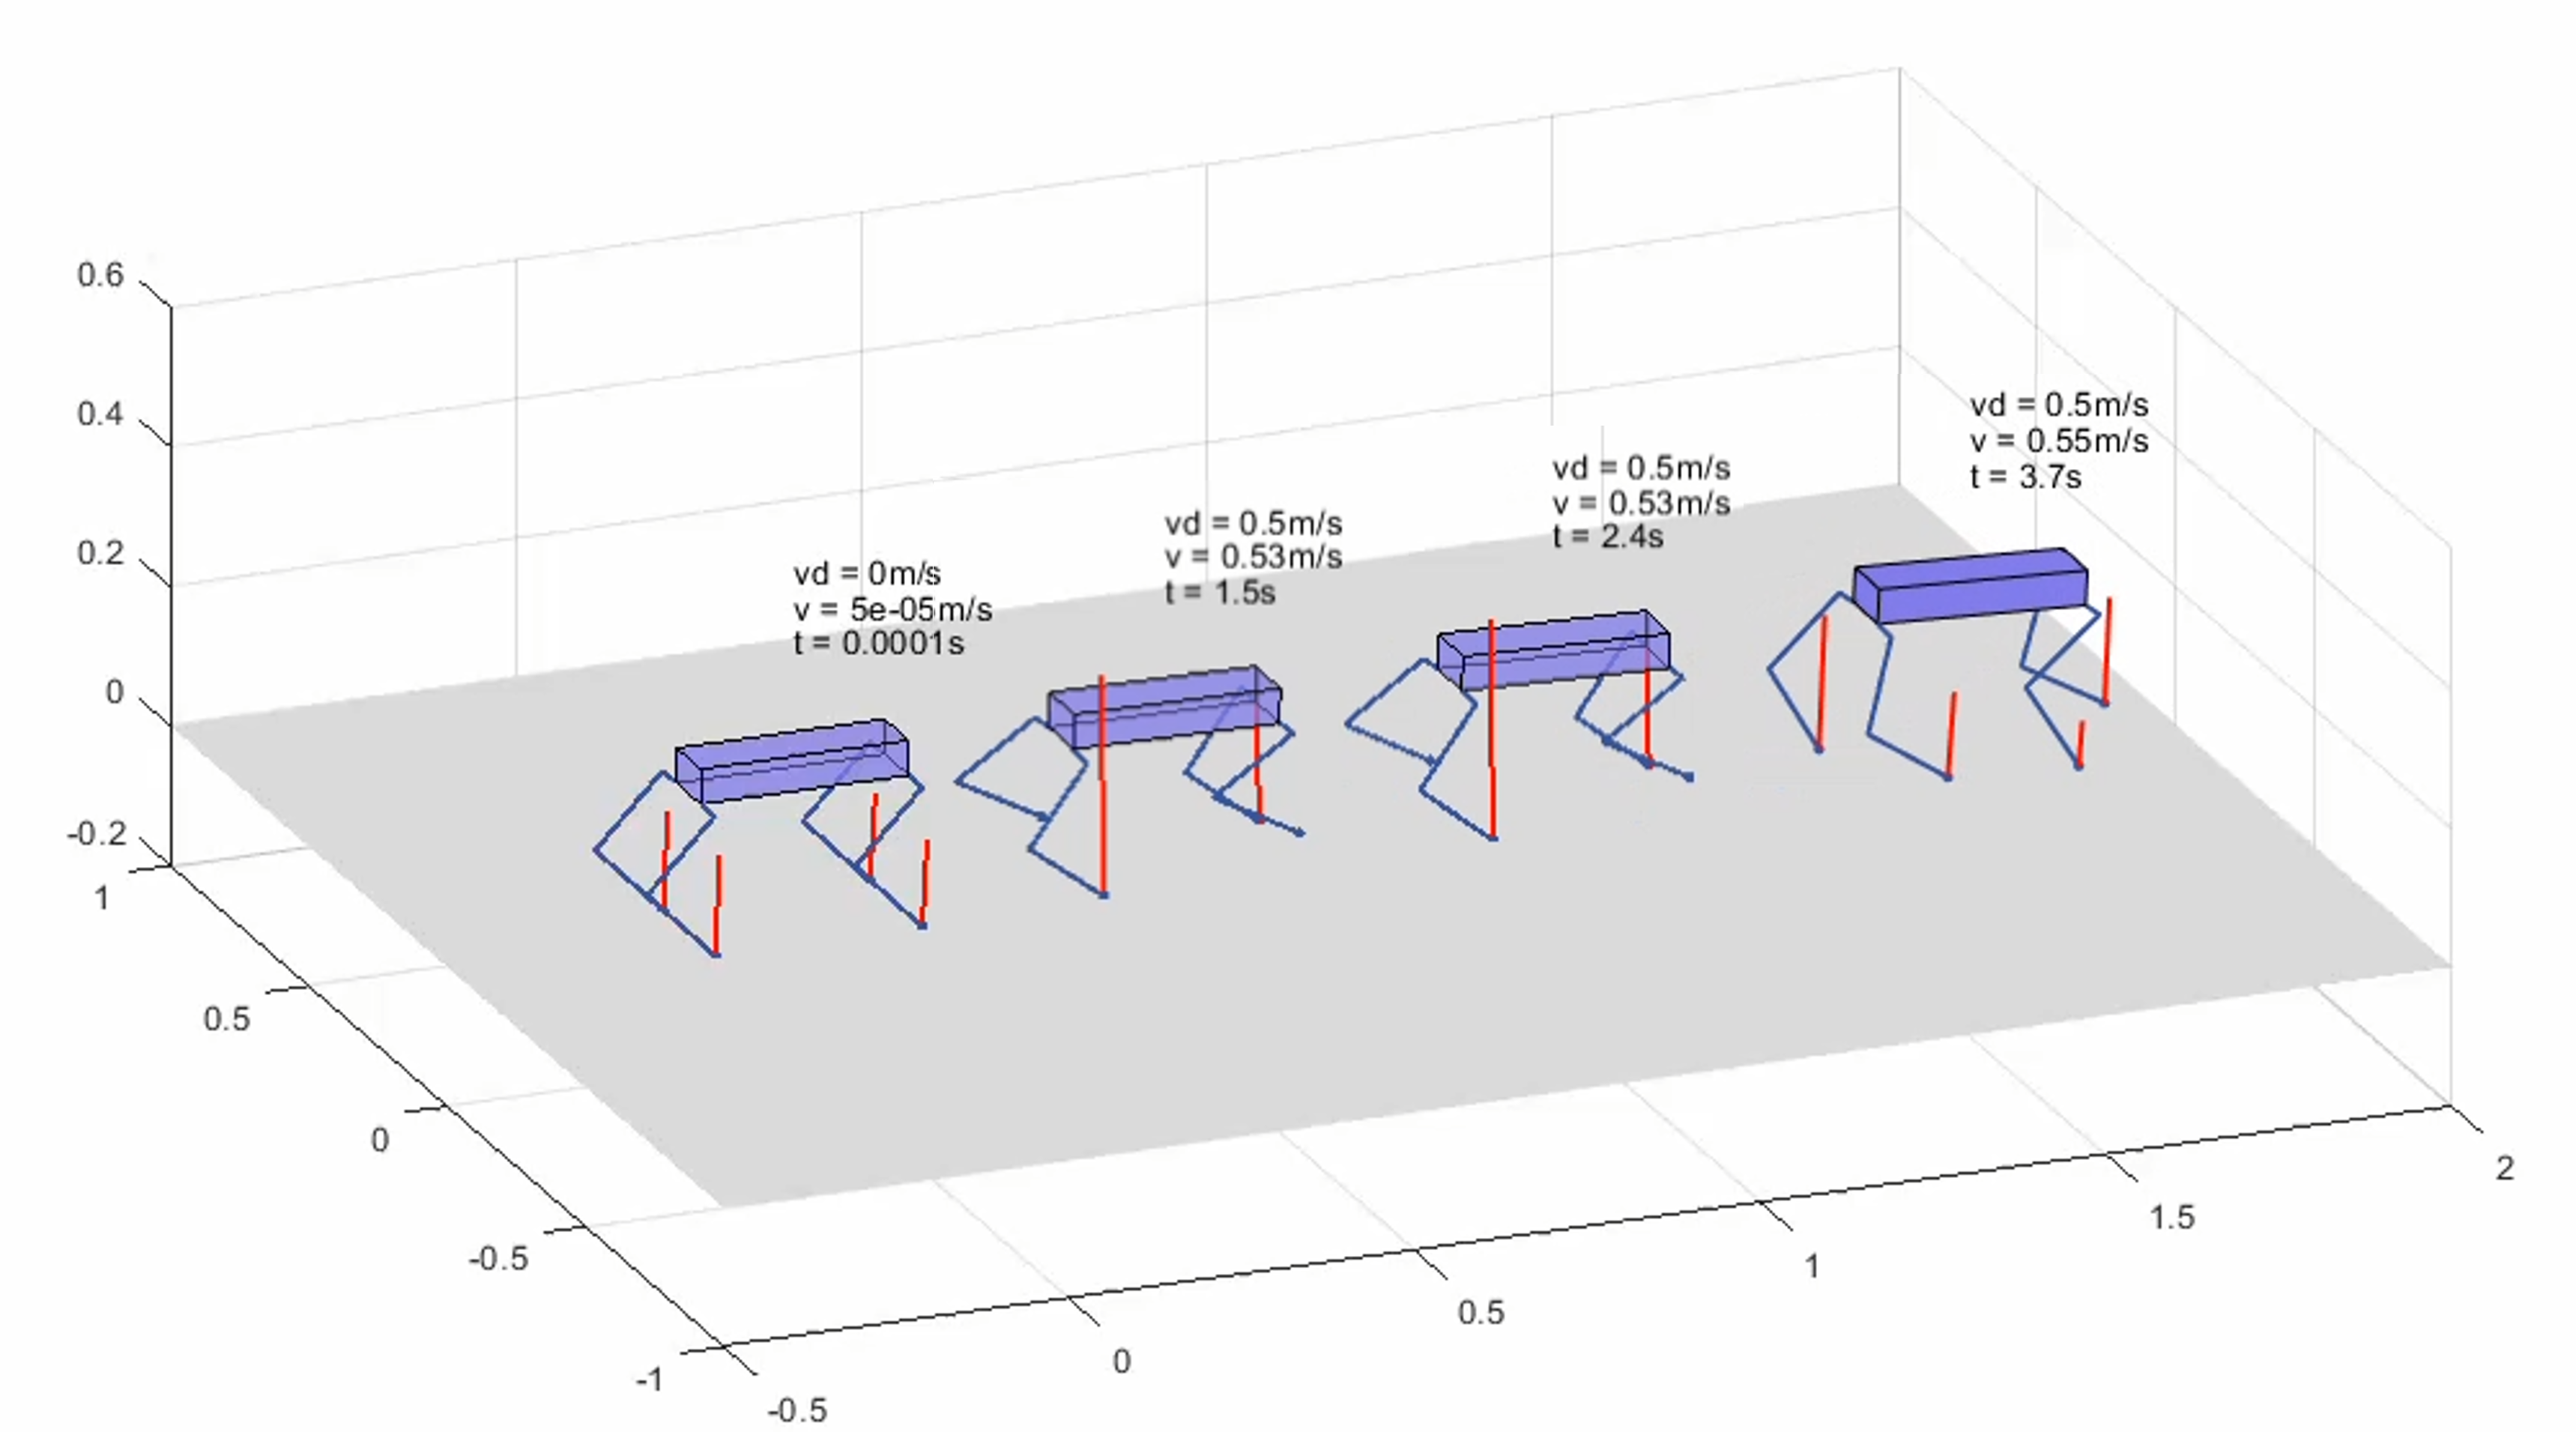 vd = 0.5m/s
v = 0.55m/s
t = 3.7s
vd = 0.5m/s
v = 0.53m/s
t = 2.4s
vd = 0.5m/s
v = 0.53m/s
t = 1.5s
vd = 0m/s
v = 5e-05m/s
t = 0.0001s
0.6
0.4
0.2
0
-0.2
1
0.5
0
-0.5
-1
-0.5
0
0.5
1
1.5
2